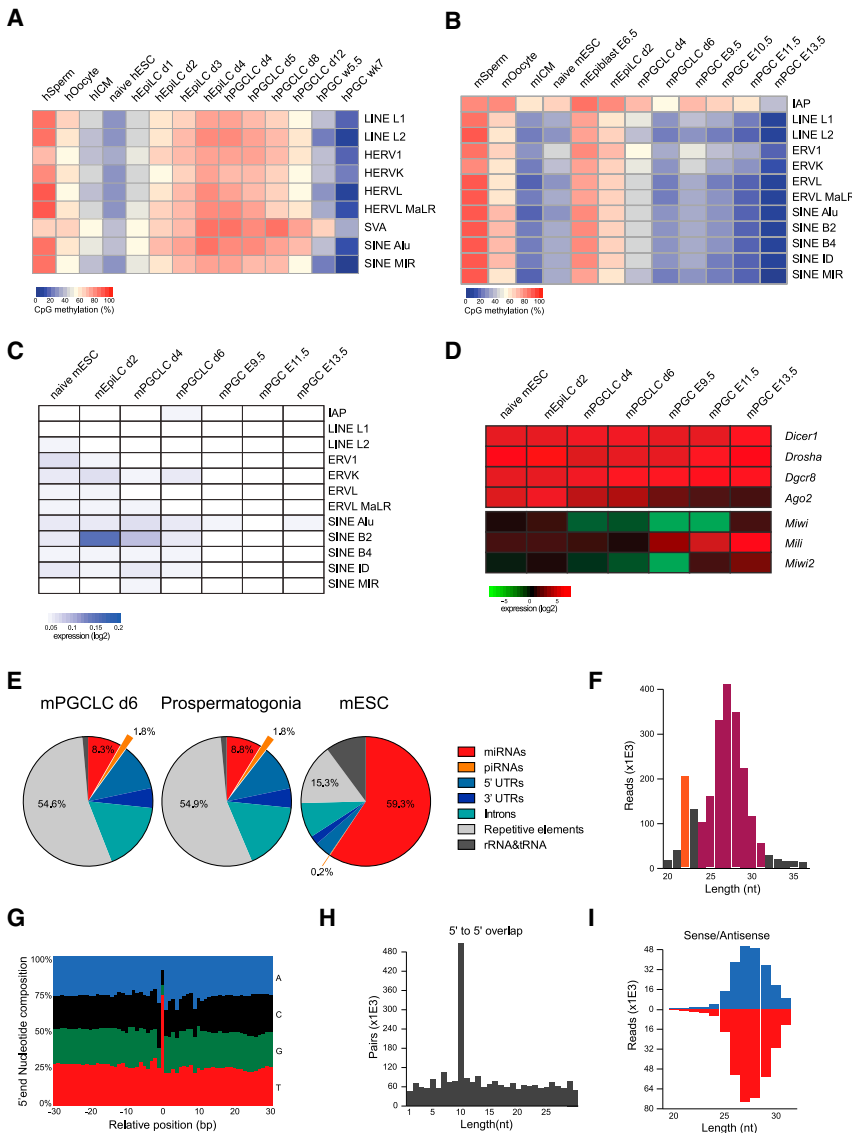 A
hSperm
hOocyte
hICM
naive hESC
hEpiLC d1
hEpiLC d2
hEpiLC d3
hEpiLC d4
hPGCLC d4
hPGCLC d5
hPGCLC d8
hPGCLC d12
hPGC w5.5
hPGC wk7
LINE L1
LINE L2
HERV1
HERVK
HERVL
HERVL MaLR
SVA
SINE Alu
SINE MIR
0 20 40 60 80 100
CpG methylation (%)
B
mSperm
mOocyte
mICM
naive mESC
mEpiblast E6.5
mEpiLC d2
mPGCLC d4
mPGCLC d6
mPGC E9.5
mPGC E10.5
mPGC E11.5
mPGC E13.5
IAP
LINE L1
LINE L2
ERV1
ERVK
ERVL
ERVL MaLR
SINE Alu
SINE B2
SINE B4
SINE ID
SINE MIR
0 20 40 60 80 100
CpG methylation (%)
C
naive mESC
mEpiLC d2
mPGCLC d4
mPGCLC d6
mPGC E9.5
mPGC E11.5
mPGC E13.5
IAP
LINE L1
LINE L2
ERV1
ERVK
ERVL
ERVL MaLR
SINE Alu
SINE B2
SINE B4
SINE ID
SINE MIR
0.05 0.1 0.15 0.2
expression (log2)
D
naive mESC
mEpiLC d2
mPGCLC d4
mPGCLC d6
mPGC E9.5
mPGC E11.5
mPGC E13.5
Dicer1
Drosha
Dgcr8
Ago2
Miwi
Mili
Miwi2
−5 0 5
expression (log2)
E
mPGCLC d6
8.3%
1.8%
54.6%
Prospermatogonia
8.8%
1.8%
54.9%
mESC
15.3%
59.3%
0.2%
miRNAs
piRNAs
5' UTRs
3' UTRs
Introns
Repetitive elements
rRNA&tRNA
F
Reads (x1E3)
400
300
200
100
0
20 25 30 35
Length (nt)
G
5'end Nucleotide composition
100%
75%
50%
25%
0%
A
C
G
T
-30 -20 -10 0 10 20 30
Relative position (bp)
H
5' to 5' overlap
Pairs (x1E3)
480
420
360
300
240
180
120
60
0
1 5 10 15 20 25
Length(nt)
I
Sense/Antisense
Reads (x1E3)
48
32
16
0
16
32
48
64
80
20 25 30
Length (nt)